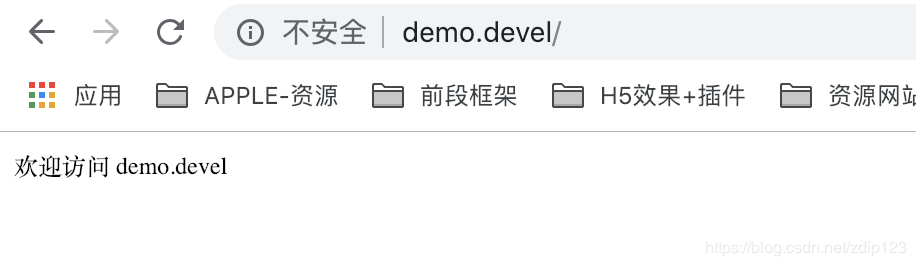 不安全 demo.devel/
应用 APPLE-资源 前段框架 H5效果+插件 资源网站
欢迎访问 demo.devel
https://blog.csdn.net/zdip123